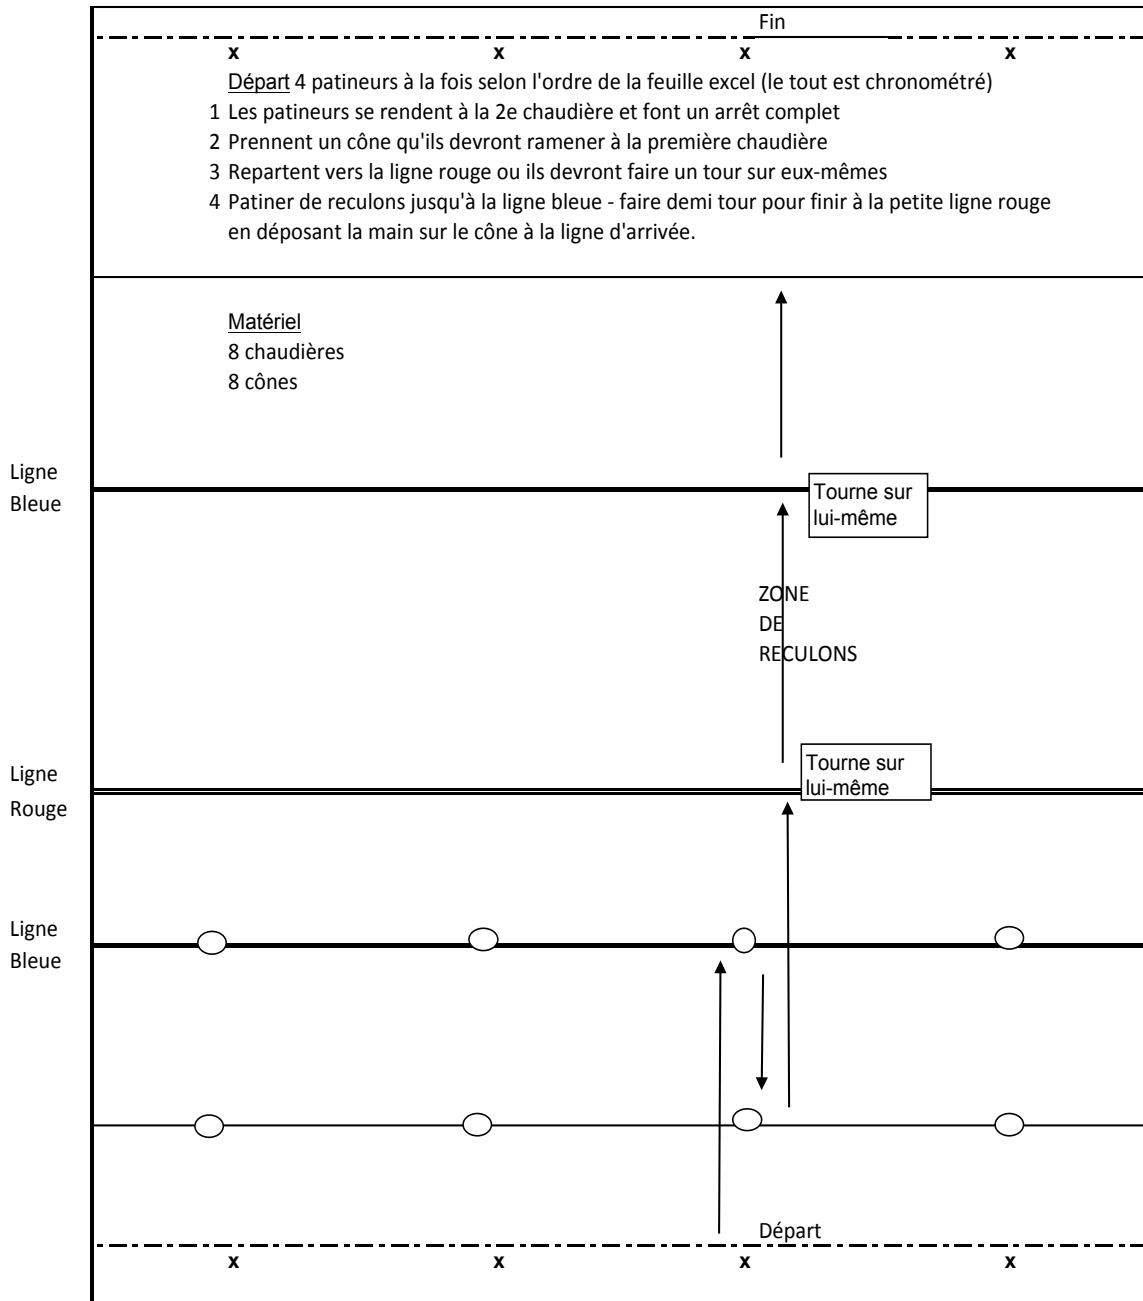 Fin
x x x x
Départ 4 patineurs à la fois selon l'ordre de la feuille excel (le tout est chronométré)
1 Les patineurs se rendent à la 2e chaudière et font un arrêt complet
2 Prennent un cône qu'ils devront ramener à la première chaudière
3 Repartent vers la ligne rouge ou ils devront faire un tour sur eux-mêmes
4 Patiner de reculons jusqu'à la ligne bleue - faire demi tour pour finir à la petite ligne rouge
en déposant la main sur le cône à la ligne d'arrivée.
Matériel
8 chaudières
8 cônes
Ligne
Bleue
Tourne sur
lui-même
ZONE
DE
RECULONS
Ligne
Rouge
Tourne sur
lui-même
Ligne
Bleue
Départ
x x x x